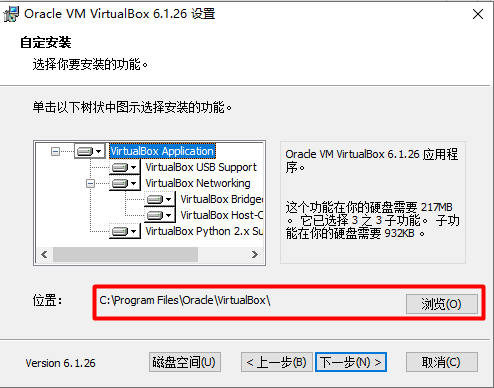 Oracle VM VirtualBox 6.1.26 设置
自定安装
选择你要安装的功能。
单击以下树状中图示选择安装的功能。
VirtualBox Application
VirtualBox USB Support
VirtualBox Networking
VirtualBox Bridge
VirtualBox Host-O
VirtualBox Python 2.x Su
Oracle VM VirtualBox 6.1.26 应用程
序。
这个功能在你的硬盘需要 217MB
。 它已选择 3 之 3 子功能。 子功
能在你的硬盘需要 932KB 。
位置：
C:\Program Files\Oracle\VirtualBox\
浏览(O)
Version 6.1.26
磁盘空间(U)
< 上一步(B)
下一步(N) >
取消(C)